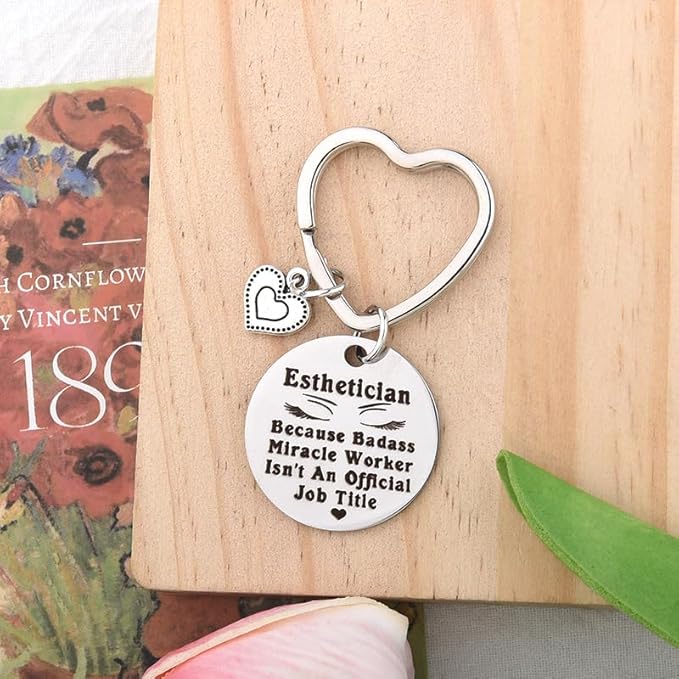 H CORNFLOW
Y VINCENT V
189
Esthetician
Because Badass
Miracle Worker
Isn't An Official
Job Title